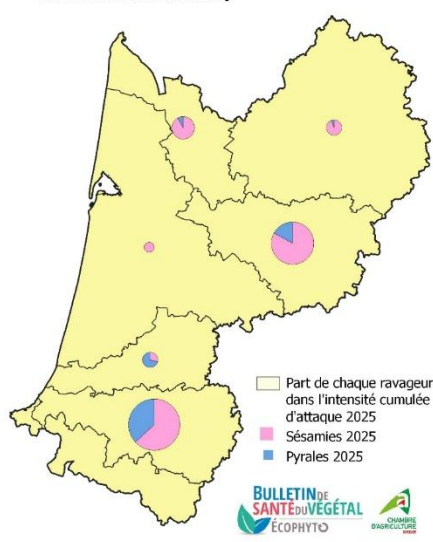 Part de chaque ravageur
dans l'intensité cumulée
d'attaque 2025
Sésamies 2025
Pyrales 2025
BULLETIN DE
SANTÉ DU VÉGÉTAL
ÉCOPHYTO
CHAMBRE
D'AGRICULTURE